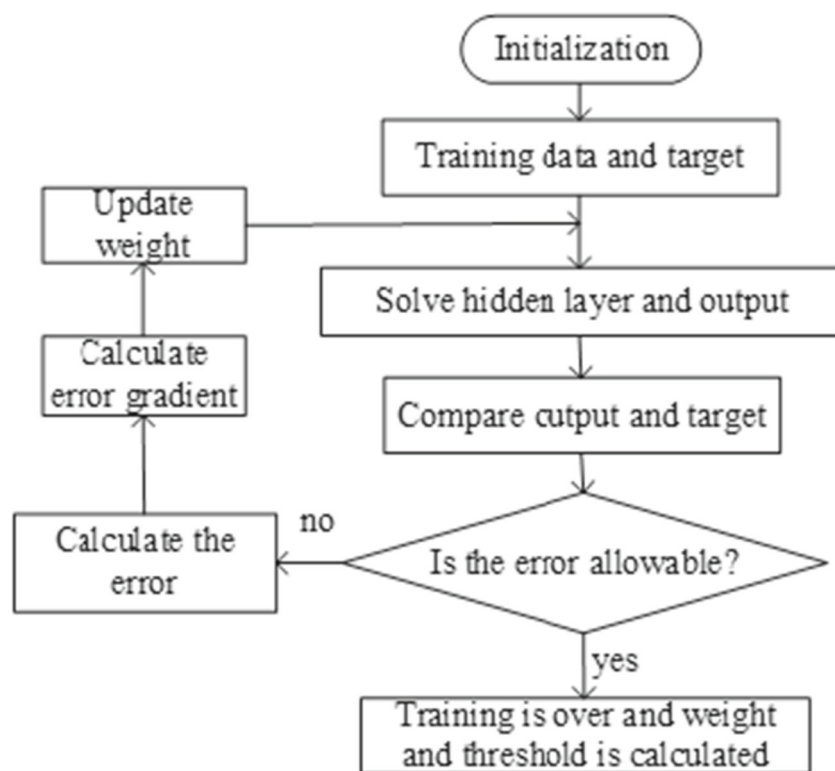 Initialization
Training data and target
Update
weight
Solve hidden layer and output
Calculate
error gradient
Compare cutput and target
no
Calculate the
error
Is the error allowable?
yes
Training is over and weight
and threshold is calculated